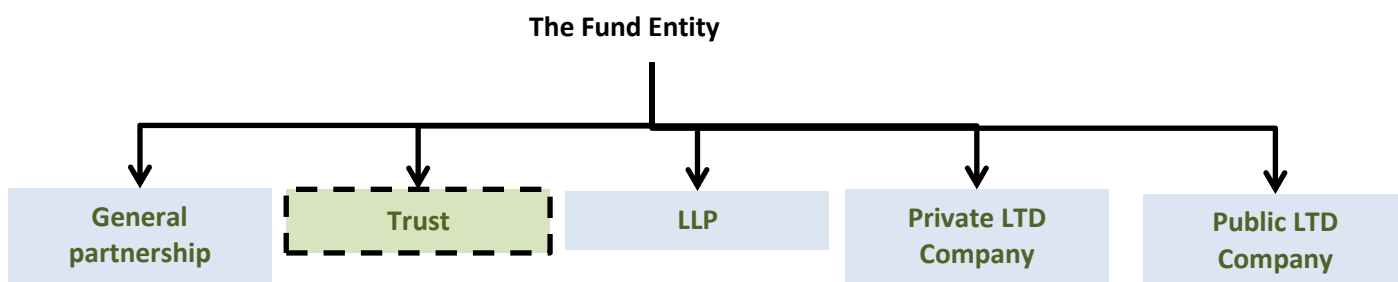 The Fund Entity
General
partnership
Trust
LLP
Private LTD
Company
Public LTD
Company